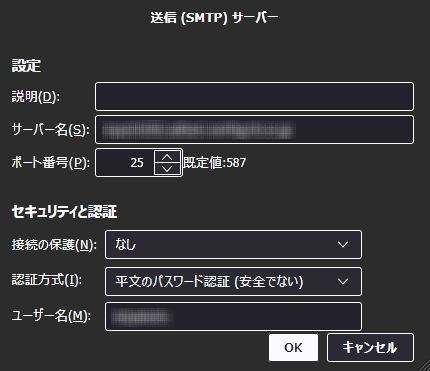 送信 (SMTP) サーバー
設定
説明(D):
サーバー名(S):
ポート番号(P): 25 既定値:587
セキュリティと認証
接続の保護(N): なし
認証方式(I): 平文のパスワード認証 (安全でない)
ユーザー名(M):
OK キャンセル